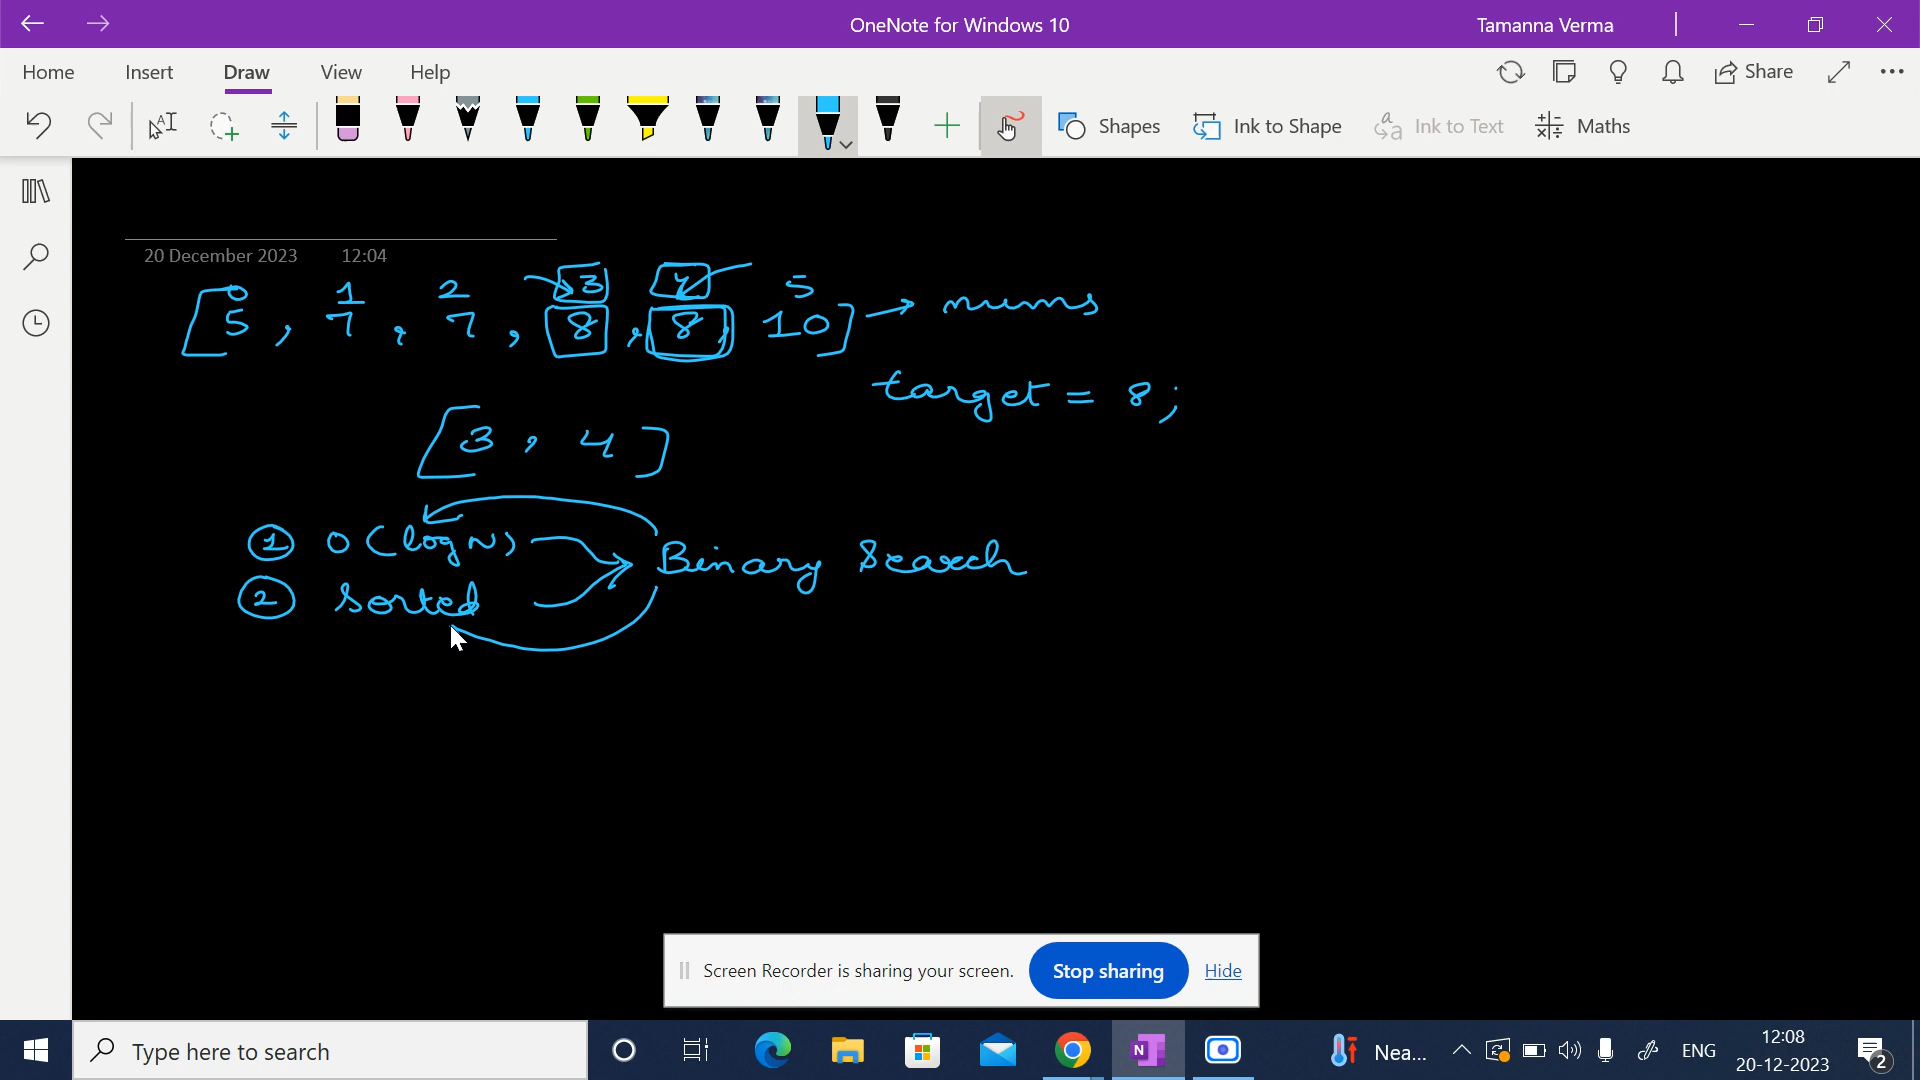 OneNote for Windows 10
Tamanna Verma
Home Insert Draw View Help
Share
Shapes Ink to Shape Ink to Text Maths
20 December 2023 12:04
0 1 2 3 4 5
[5 , 7 , 7 , 8 , 8, 10] → nums
target = 8 ;
[3 , 4]
① O(log N)
Binary Search
② Sorted
Screen Recorder is sharing your screen. Stop sharing Hide
Type here to search
Nea...
ENG
12:08
20-12-2023
2